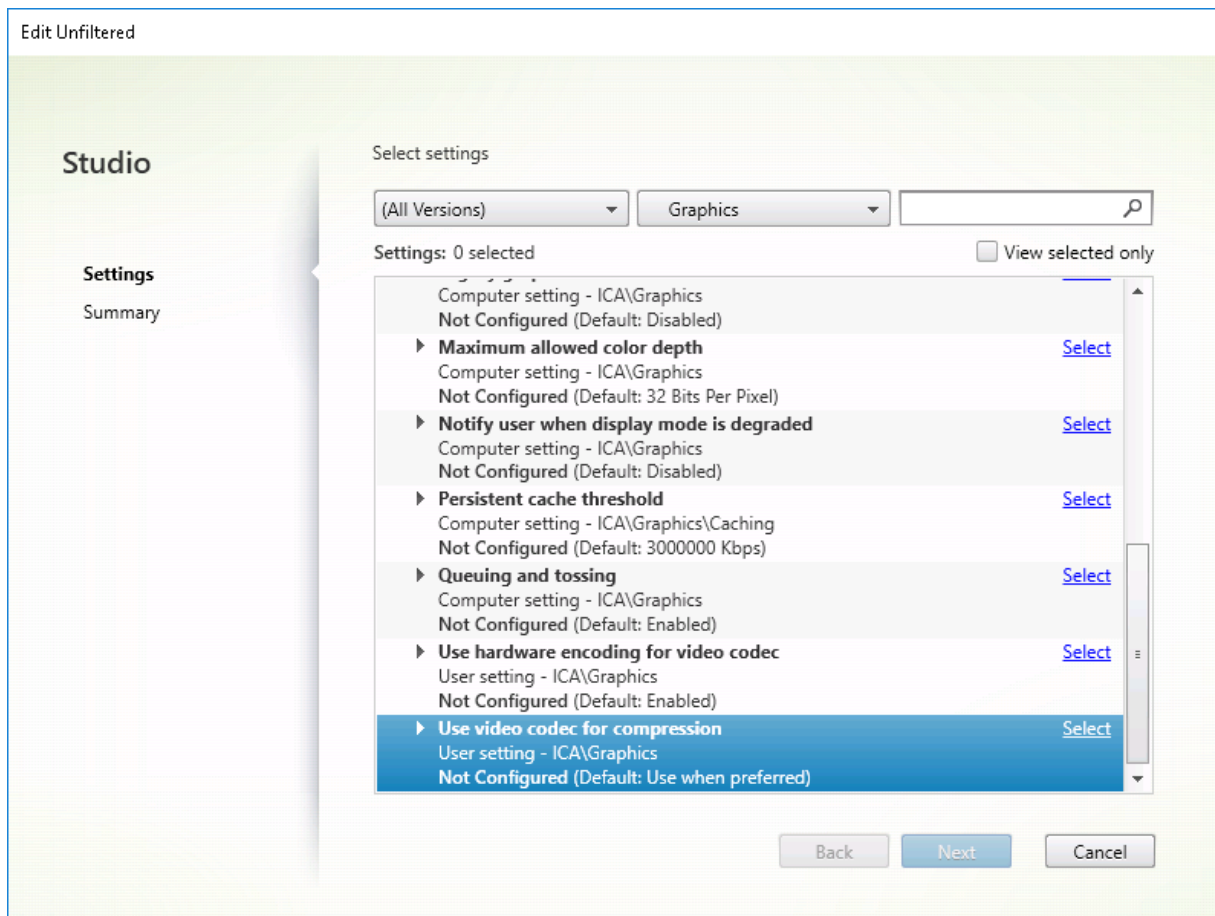 Edit Unfiltered
Studio
Settings
Summary
Select settings
(All Versions)
Graphics
Settings: 0 selected
View selected only
Computer setting - ICA\Graphics
Not Configured (Default: Disabled)
Maximum allowed color depth Select
Computer setting - ICA\Graphics
Not Configured (Default: 32 Bits Per Pixel)
Notify user when display mode is degraded Select
Computer setting - ICA\Graphics
Not Configured (Default: Disabled)
Persistent cache threshold Select
Computer setting - ICA\Graphics\Caching
Not Configured (Default: 3000000 Kbps)
Queuing and tossing Select
Computer setting - ICA\Graphics
Not Configured (Default: Enabled)
Use hardware encoding for video codec Select
User setting - ICA\Graphics
Not Configured (Default: Enabled)
Use video codec for compression Select
User setting - ICA\Graphics
Not Configured (Default: Use when preferred)
Back Next Cancel